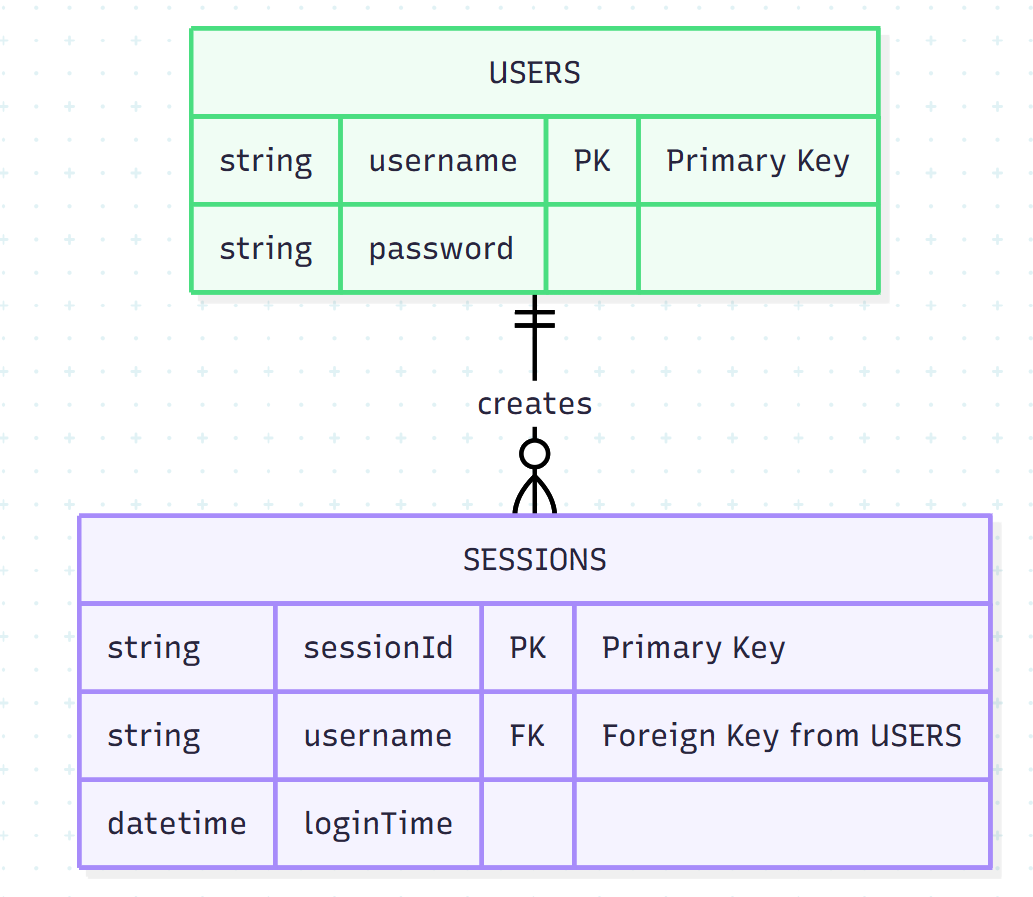 USERS
string username PK Primary Key
string password
creates
SESSIONS
string sessionId PK Primary Key
string username FK Foreign Key from USERS
datetime loginTime